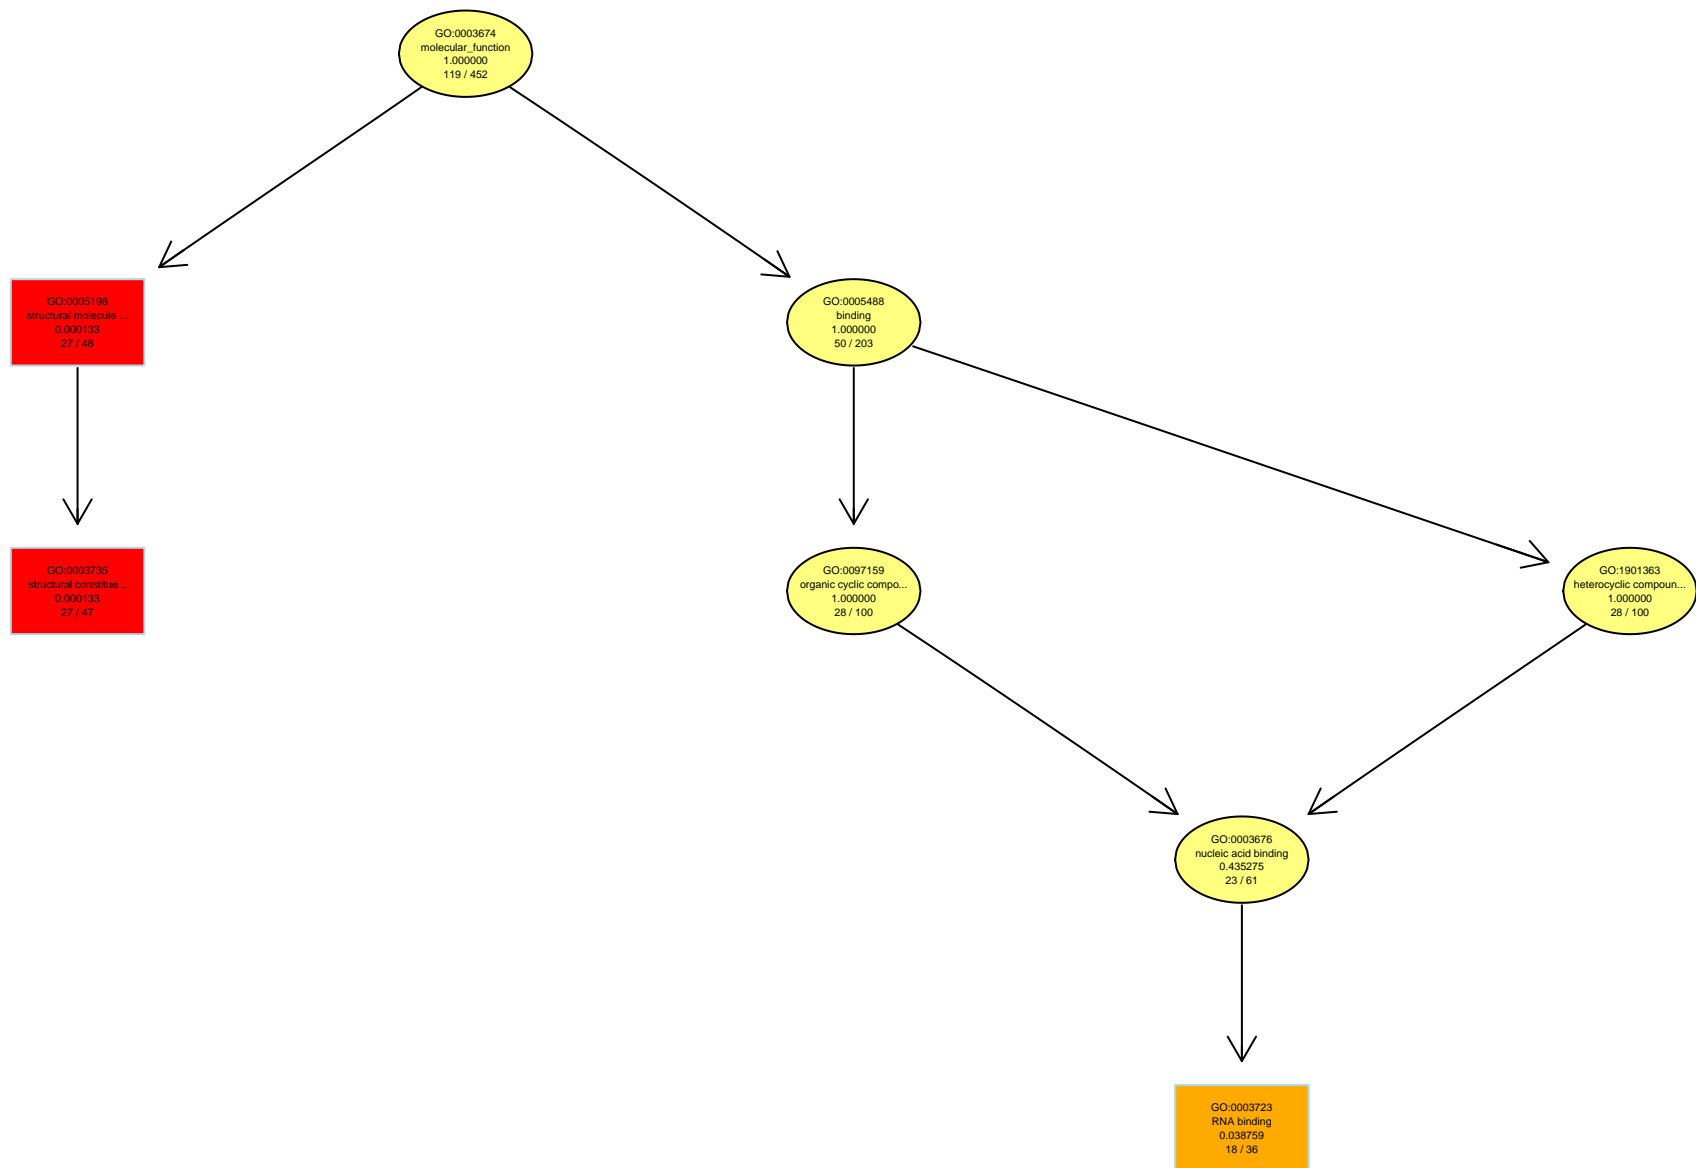 GO:0003674
molecular_function
1.000000
119 / 452
GO:0005198
structural molecule ...
0.000133
27 / 48
GO:0005488
binding
1.000000
50 / 203
GO:0003735
structural constitue...
0.000133
27 / 47
GO:0097159
organic cyclic compo...
1.000000
28 / 100
GO:1901363
heterocyclic compoun...
1.000000
28 / 100
GO:0003676
nucleic acid binding
0.435275
23 / 61
GO:0003723
RNA binding
0.038759
18 / 36